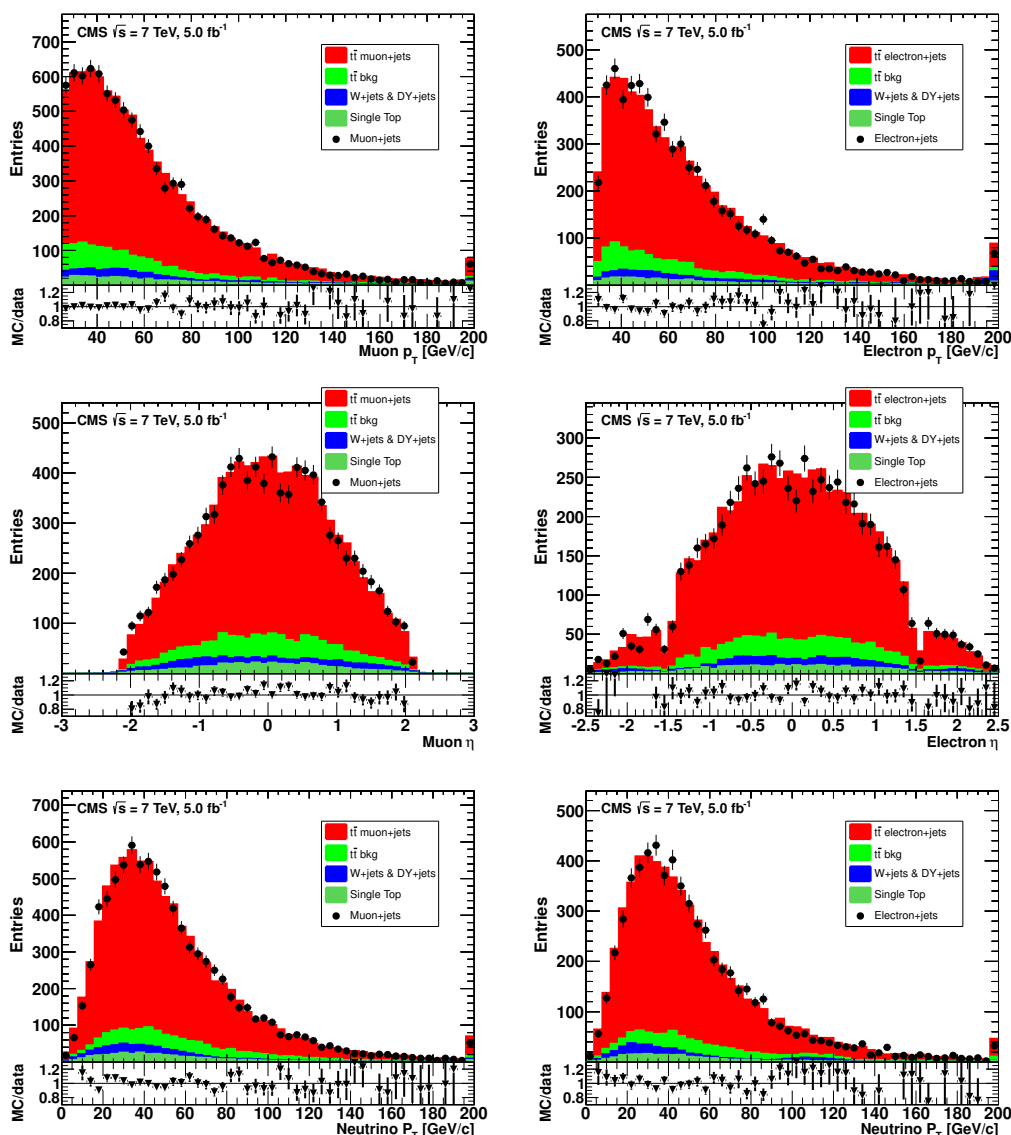 CMS √s = 7 TeV, 5.0 fb⁻¹
tt̄ muon+jets
tt̄ bkg
W+jets & DY+jets
Single Top
Muon+jets
Entries
700
600
500
400
300
200
100
MC/data
1.2
1
0.8
40 60 80 100 120 140 160 180 200
Muon p_T [GeV/c]
CMS √s = 7 TeV, 5.0 fb⁻¹
tt̄ electron+jets
tt̄ bkg
W+jets & DY+jets
Single Top
Electron+jets
Entries
500
400
300
200
100
MC/data
1.2
1
0.8
40 60 80 100 120 140 160 180 200
Electron p_T [GeV/c]
CMS √s = 7 TeV, 5.0 fb⁻¹
tt̄ muon+jets
tt̄ bkg
W+jets & DY+jets
Single Top
Muon+jets
Entries
500
400
300
200
100
MC/data
1.2
1
0.8
-3 -2 -1 0 1 2 3
Muon η
CMS √s = 7 TeV, 5.0 fb⁻¹
tt̄ electron+jets
tt̄ bkg
W+jets & DY+jets
Single Top
Electron+jets
Entries
300
250
200
150
100
50
MC/data
1.2
1
0.8
-2.5 -2 -1.5 -1 -0.5 0 0.5 1 1.5 2 2.5
Electron η
CMS √s = 7 TeV, 5.0 fb⁻¹
tt̄ muon+jets
tt̄ bkg
W+jets & DY+jets
Single Top
Muon+jets
Entries
700
600
500
400
300
200
100
MC/data
1.2
1
0.8
0 20 40 60 80 100 120 140 160 180 200
Neutrino P_T [GeV/c]
CMS √s = 7 TeV, 5.0 fb⁻¹
tt̄ electron+jets
tt̄ bkg
W+jets & DY+jets
Single Top
Electron+jets
Entries
500
400
300
200
100
MC/data
1.2
1
0.8
0 20 40 60 80 100 120 140 160 180 200
Neutrino P_T [GeV/c]